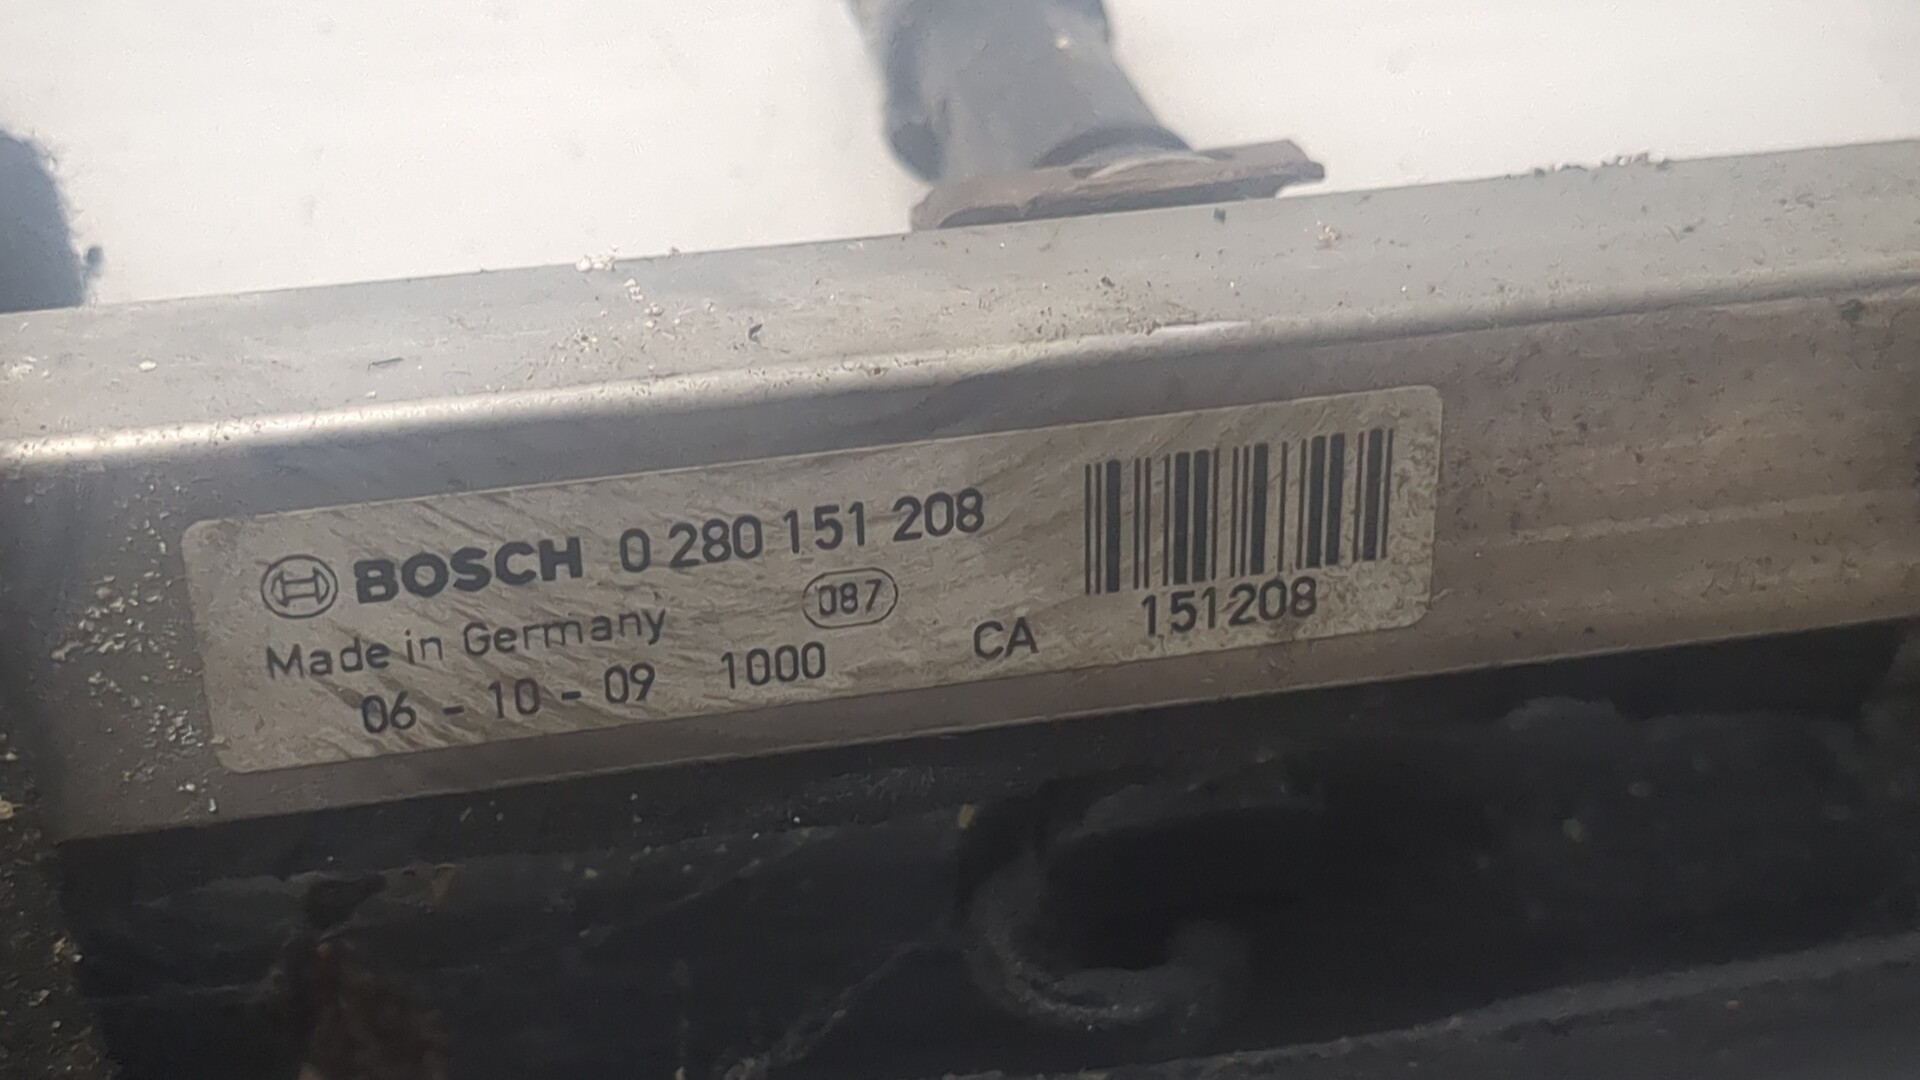 BOSCH 0 280 151 208
Made in Germany 087
06 - 10 - 09 1000 CA
151208